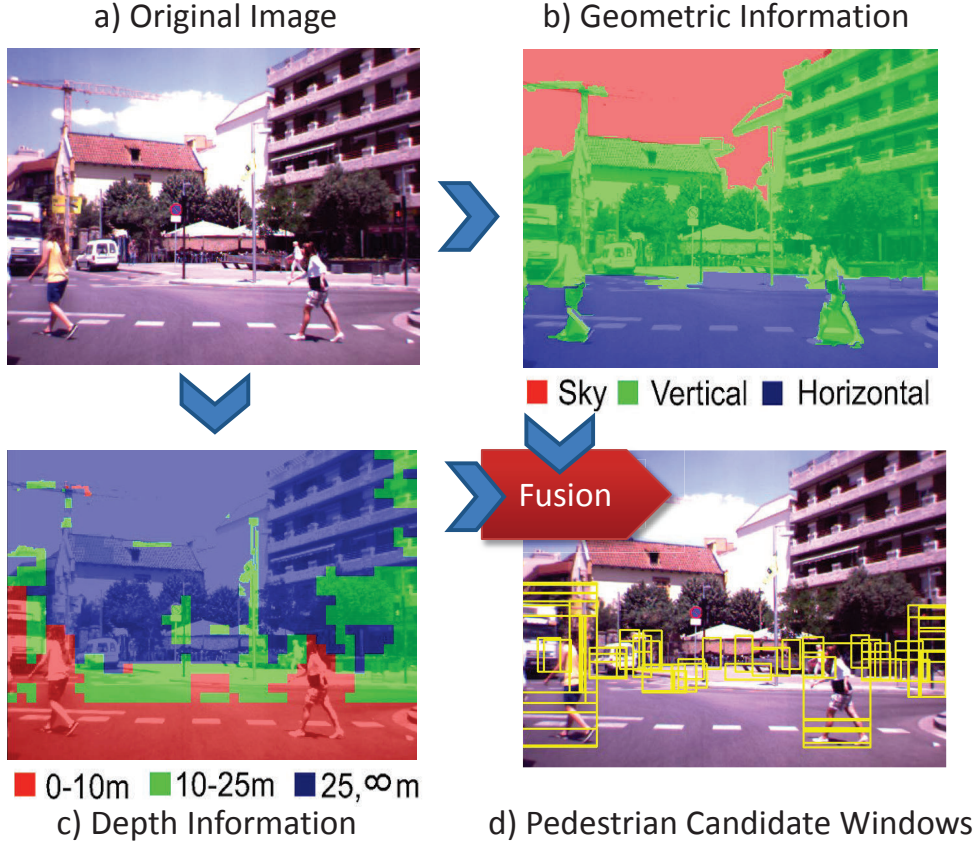 a) Original Image
b) Geometric Information
Sky Vertical Horizontal
Fusion
0-10m 10-25m 25,∞m
c) Depth Information
d) Pedestrian Candidate Windows